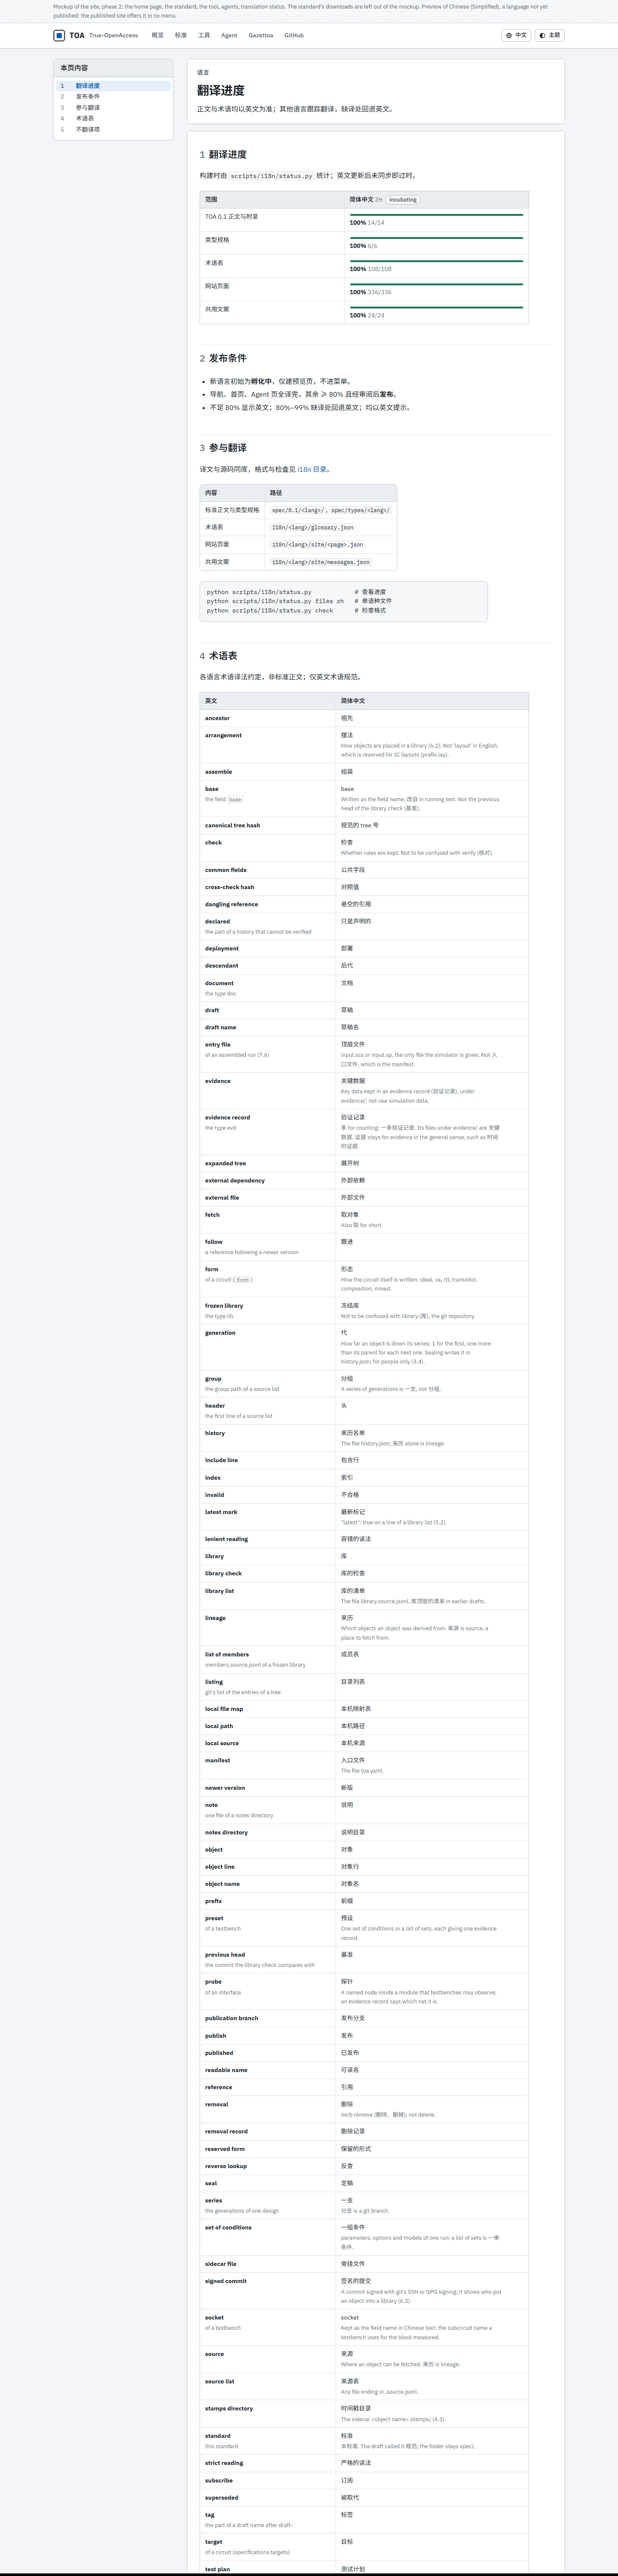 Mockup of the site, phase 2: the home page, the standard, the tool, agents, translation status. The standard's downloads are left out of the mockup. Preview of Chinese (Simplified), a language not yet
published: the published site offers it in no menu.
TOA True-OpenAccess 概览 标准 工具 Agent Gazettoa GitHub 中文 主题
本页内容
1 翻译进度
2 发布条件
3 参与翻译
4 术语表
5 不翻译项
语言
翻译进度
正文与术语均以英文为准；其他语言跟踪翻译，缺译处回退英文。
1 翻译进度
构建时由 scripts/i18n/status.py 统计；英文更新后未同步即过时。
范围 简体中文 ZH incubating
TOA 0.1 正文与附录 100% 14/14
类型规格 100% 6/6
术语表 100% 108/108
网站页面 100% 336/336
共用文案 100% 24/24
2 发布条件
新语言初始为孵化中，仅建预览页，不进菜单。
导航、首页、Agent 页全译完，其余 ≥ 80% 且经审阅后发布。
不足 80% 显示英文；80%–99% 缺译处回退英文；均以英文提示。
3 参与翻译
译文与源码同库，格式与检查见 i18n 目录。
内容 路径
标准正文与类型规格 spec/0.1/<lang>/ , spec/types/<lang>/
术语表 i18n/<lang>/glossary.json
网站页面 i18n/<lang>/site/<page>.json
共用文案 i18n/<lang>/site/messages.json
python scripts/i18n/status.py # 查看进度
python scripts/i18n/status.py files zh # 单语种文件
python scripts/i18n/status.py check # 检查格式
4 术语表
各语言术语译法约定，非标准正文；仅英文术语规范。
英文 简体中文
ancestor 祖先
arrangement 摆法
How objects are placed in a library (6.2). Not 'layout' in English,
which is reserved for IC layouts (prefix lay).
assemble 组装
base base
the field base Written as the field name; 改自 in running text. Not the previous
head of the library check (基准).
canonical tree hash 规范的 tree 号
check 检查
Whether rules are kept. Not to be confused with verify (核对).
common fields 公共字段
cross-check hash 对照值
dangling reference 悬空的引用
declared 只是声明的
the part of a history that cannot be verified
deployment 部署
descendant 后代
document 文档
the type doc
draft 草稿
draft name 草稿名
entry file 顶层文件
of an assembled run (7.6) input.scs or input.sp, the only file the simulator is given. Not 入
口文件, which is the manifest.
evidence 关键数据
Key data kept in an evidence record (验证记录), under
evidence/; not raw simulation data.
evidence record 验证记录
the type evd 条 for counting: 一条验证记录. Its files under evidence/ are 关键
数据. 证据 stays for evidence in the general sense, such as 时间
的证据.
expanded tree 展开树
external dependency 外部依赖
external file 外部文件
fetch 取对象
Also 取 for short.
follow 跟进
a reference following a newer version
form 形态
of a circuit ( form ) How the circuit itself is written: ideal, va, rtl, transistor,
composition, mixed.
frozen library 冻结库
the type lib Not to be confused with library (库), the git repository.
generation 代
How far an object is down its series: 1 for the first, one more
than its parent for each next one. Sealing writes it in
history.json; for people only (3.4).
group 分组
the group path of a source list A series of generations is 一支, not 分组.
header 头
the first line of a source list
history 来历名单
The file history.json; 来历 alone is lineage.
include line 包含行
index 索引
invalid 不合格
latest mark 最新标记
"latest": true on a line of a library list (5.2).
lenient reading 容错的读法
library 库
library check 库的检查
library list 库的清单
The file library.source.jsonl. 库顶层的清单 in earlier drafts.
lineage 来历
Which objects an object was derived from. 来源 is source, a
place to fetch from.
list of members 成员表
members.source.jsonl of a frozen library
listing 目录列表
git's list of the entries of a tree
local file map 本机映射表
local path 本机路径
local source 本机来源
manifest 入口文件
The file toa.yaml.
newer version 新版
note 说明
one file of a notes directory
notes directory 说明目录
object 对象
object line 对象行
object name 对象名
prefix 前缀
preset 预设
of a testbench One set of conditions or a list of sets, each giving one evidence
record.
previous head 基准
the commit the library check compares with
probe 探针
of an interface A named node inside a module that testbenches may observe;
an evidence record says which net it is.
publication branch 发布分支
publish 发布
published 已发布
readable name 可读名
reference 引用
removal 删除
Verb remove (删除、删掉); not delete.
removal record 删除记录
reserved form 保留的形式
reverse lookup 反查
seal 定稿
series 一支
the generations of one design 分支 is a git branch.
set of conditions 一组条件
parameters, options and models of one run; a list of sets is 一串
条件.
sidecar file 旁挂文件
signed commit 签名的提交
A commit signed with git's SSH or GPG signing; it shows who put
an object into a library (6.3).
socket socket
of a testbench Kept as the field name in Chinese text: the subcircuit name a
testbench uses for the block measured.
source 来源
Where an object can be fetched. 来历 is lineage.
source list 来源表
Any file ending in .source.jsonl.
stamps directory 时间戳目录
The sidecar <object name>.stamps/ (4.3).
standard 标准
this standard 本标准. The draft called it 规范; the folder stays spec/.
strict reading 严格的读法
subscribe 订阅
superseded 被取代
tag 标签
the part of a draft name after draft-
target 目标
of a circuit (specifications.targets)
test plan 测试计划